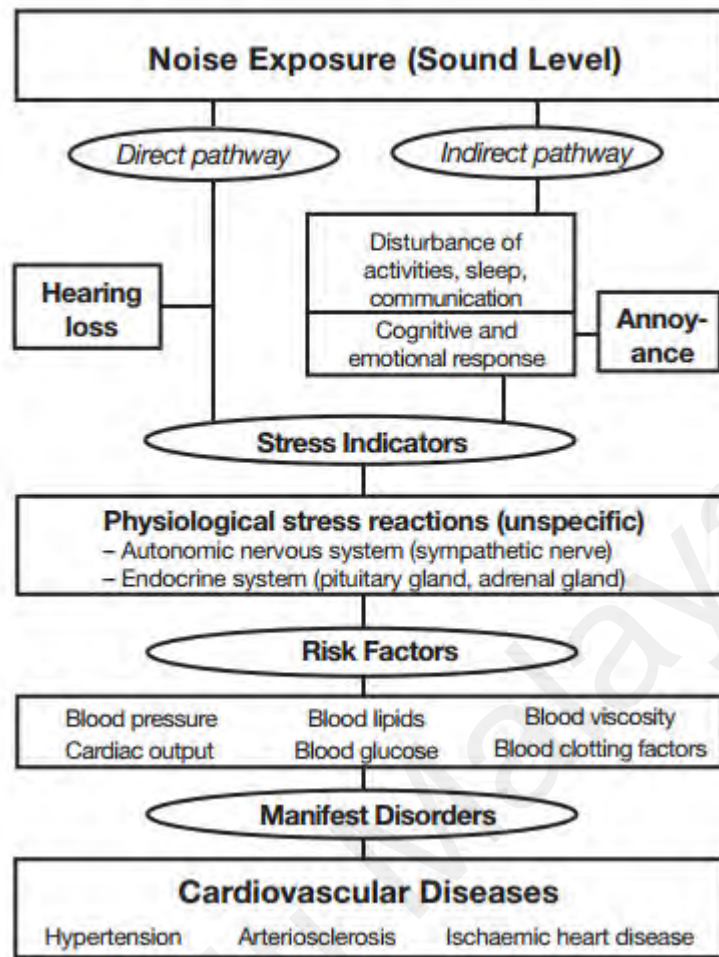 Noise Exposure (Sound Level)
Direct pathway
Indirect pathway
Disturbance of
activities, sleep,
communication
Hearing
loss
Cognitive and
emotional response
Annoy-
ance
Stress Indicators
Physiological stress reactions (unspecific)
– Autonomic nervous system (sympathetic nerve)
– Endocrine system (pituitary gland, adrenal gland)
Risk Factors
Blood pressure Blood lipids Blood viscosity
Cardiac output Blood glucose Blood clotting factors
Manifest Disorders
Cardiovascular Diseases
Hypertension Arteriosclerosis Ischaemic heart disease
Malaya